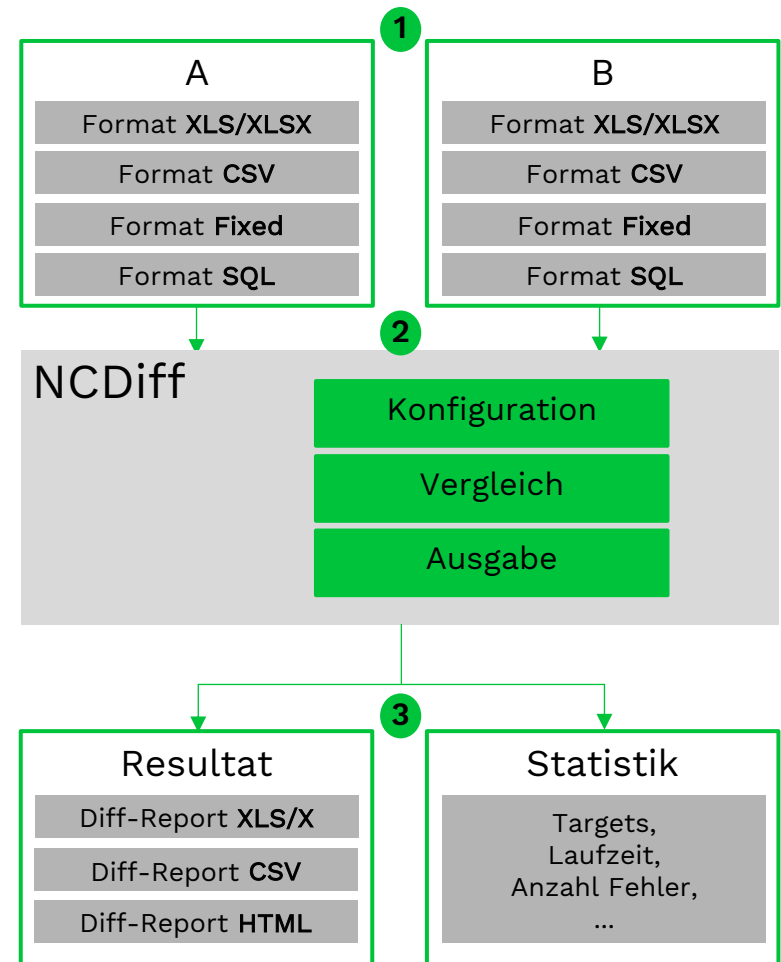 1
A
Format XLS/XLSX
Format CSV
Format Fixed
Format SQL
B
Format XLS/XLSX
Format CSV
Format Fixed
Format SQL
2
NCDiff
Konfiguration
Vergleich
Ausgabe
3
Resultat
Diff-Report XLS/X
Diff-Report CSV
Diff-Report HTML
Statistik
Targets,
Laufzeit,
Anzahl Fehler,
...